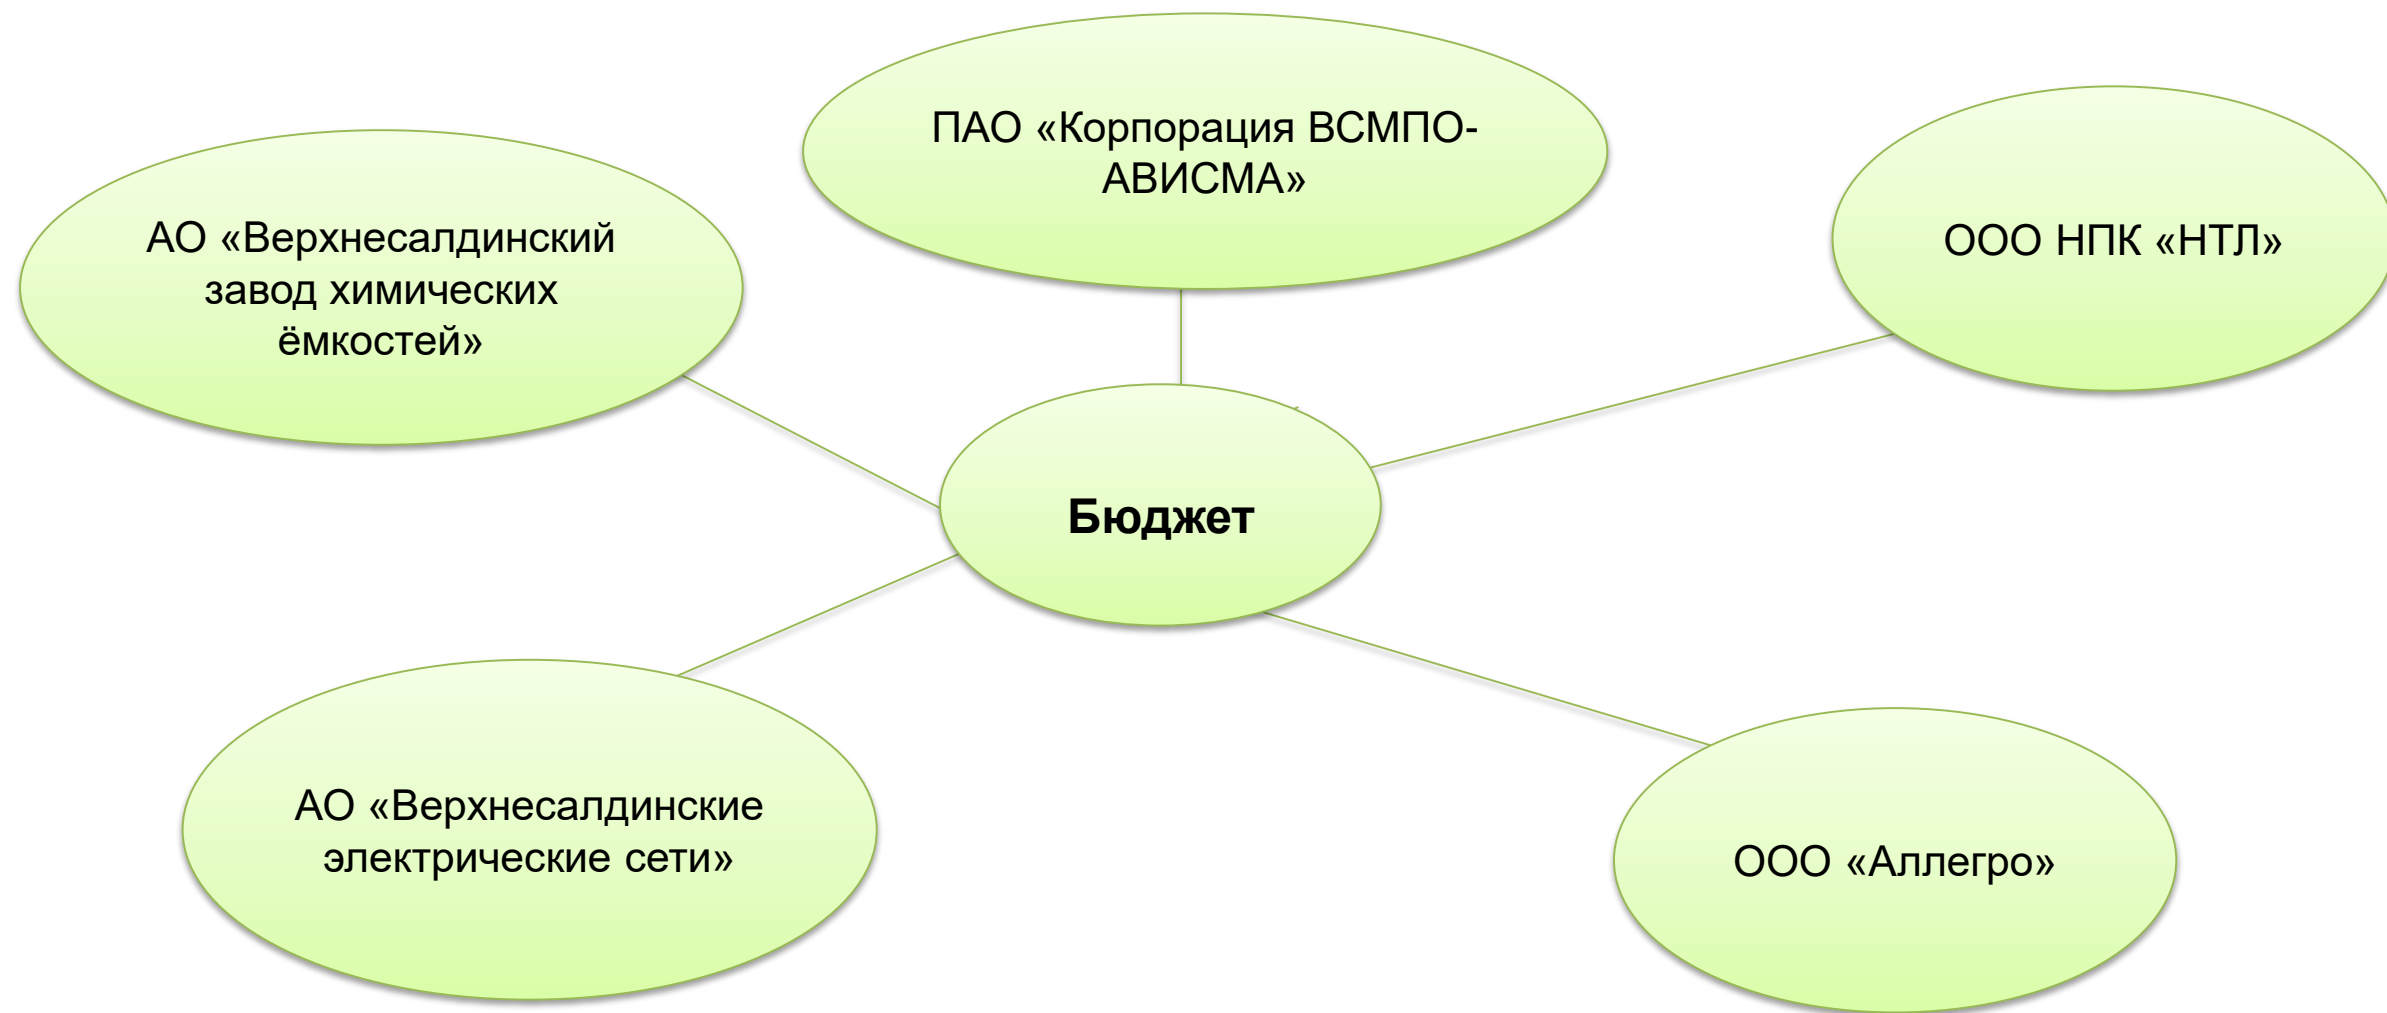 ПАО «Корпорация ВСМПО-
АВИСМА»
АО «Верхнесалдинский
завод химических
ёмкостей»
ООО НПК «НТЛ»
Бюджет
АО «Верхнесалдинские
электрические сети»
ООО «Аллегро»